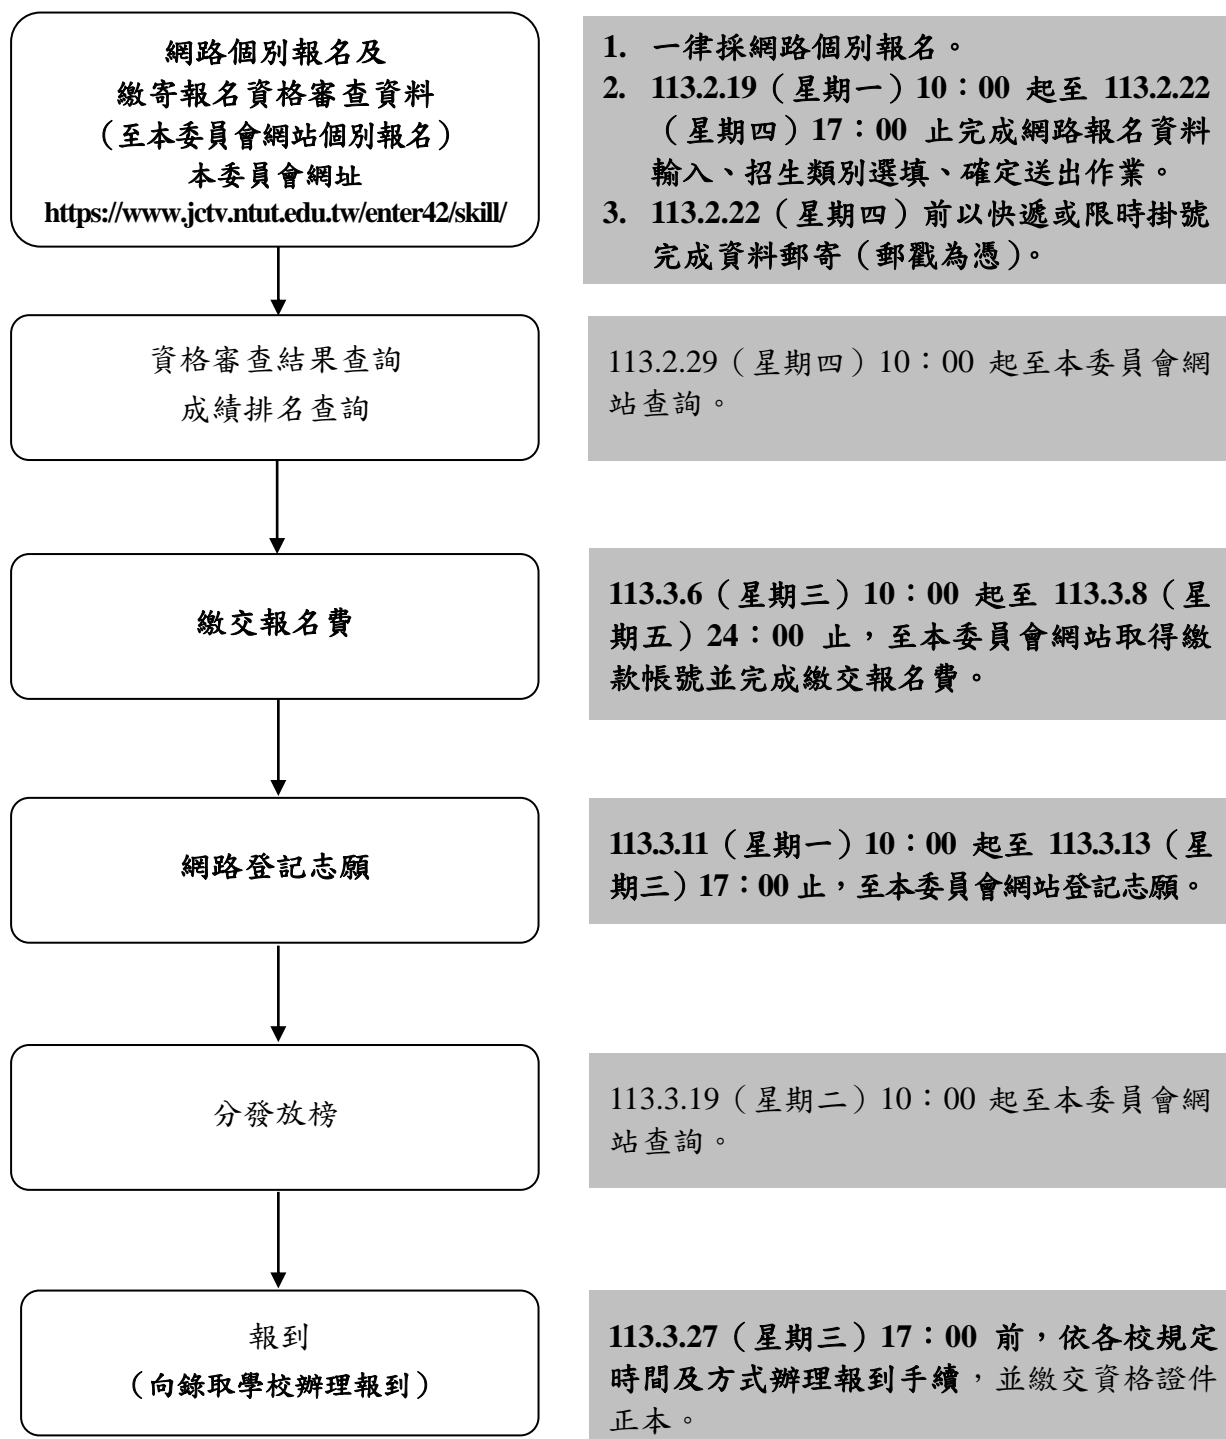 網路個別報名及
繳寄報名資格審查資料
（至本委員會網站個別報名）
本委員會網址
https://www.jctv.ntut.edu.tw/enter42/skill/
1. 一律採網路個別報名。
2. 113.2.19（星期一）10：00 起至 113.2.22
（星期四）17：00 止完成網路報名資料
輸入、招生類別選填、確定送出作業。
3. 113.2.22（星期四）前以快遞或限時掛號
完成資料郵寄（郵戳為憑）。
資格審查結果查詢
成績排名查詢
113.2.29（星期四）10：00 起至本委員會網
站查詢。
繳交報名費
113.3.6（星期三）10：00 起至 113.3.8（星
期五）24：00 止，至本委員會網站取得繳
款帳號並完成繳交報名費。
網路登記志願
113.3.11（星期一）10：00 起至 113.3.13（星
期三）17：00 止，至本委員會網站登記志願。
分發放榜
113.3.19（星期二）10：00 起至本委員會網
站查詢。
報到
（向錄取學校辦理報到）
113.3.27（星期三）17：00 前，依各校規定
時間及方式辦理報到手續，並繳交資格證件
正本。